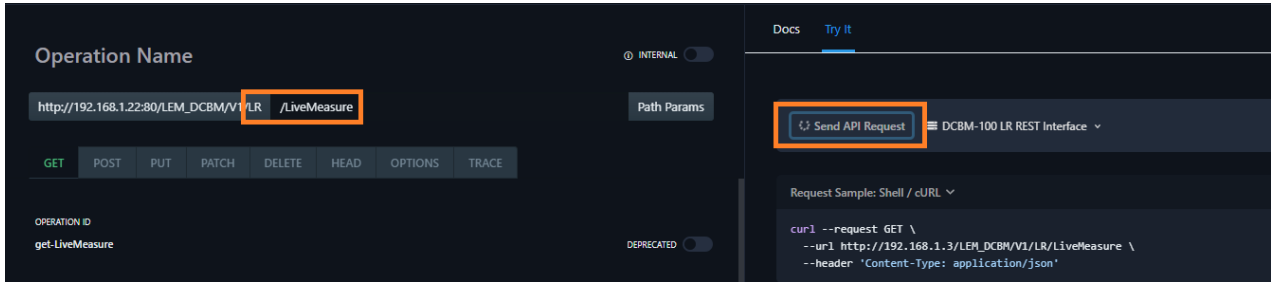 Operation Name
INTERNAL
http://192.168.1.22:80/LEM_DCBM/V1/LR /LiveMeasure Path Params
GET POST PUT PATCH DELETE HEAD OPTIONS TRACE
OPERATION ID
get-LiveMeasure
DEPRECATED
Docs Try It
Send API Request DCBM-100 LR REST Interface
Request Sample: Shell / cURL
curl --request GET \
--url http://192.168.1.3/LEM_DCBM/V1/LR/LiveMeasure \
--header 'Content-Type: application/json'